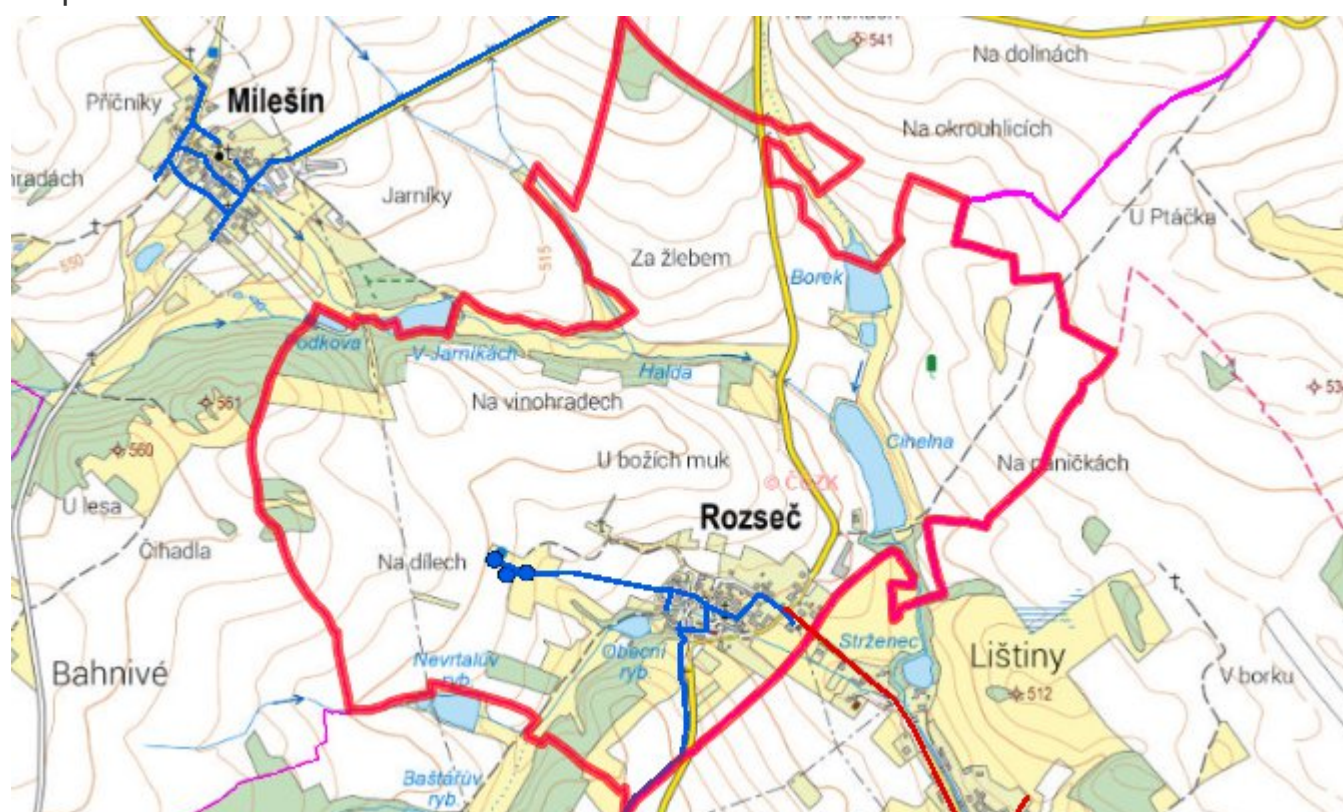 541
Na dolinách
Příčníky
Milešín
Na okrouhlicích
Jarníky
U Ptáčka
550
515
Za žlebem
Borek
V Jarníkách
Halda
561
Na vinohradech
560
U božích muk
Cihelna
© ČÚZK
U lesa
Rozseč
Čihadla
Na dílech
Obecní
ryb.
Strženec
Lištiny
Nevrtalův
ryb.
Bahnivé
512
V borku
Baštářův
ryb.